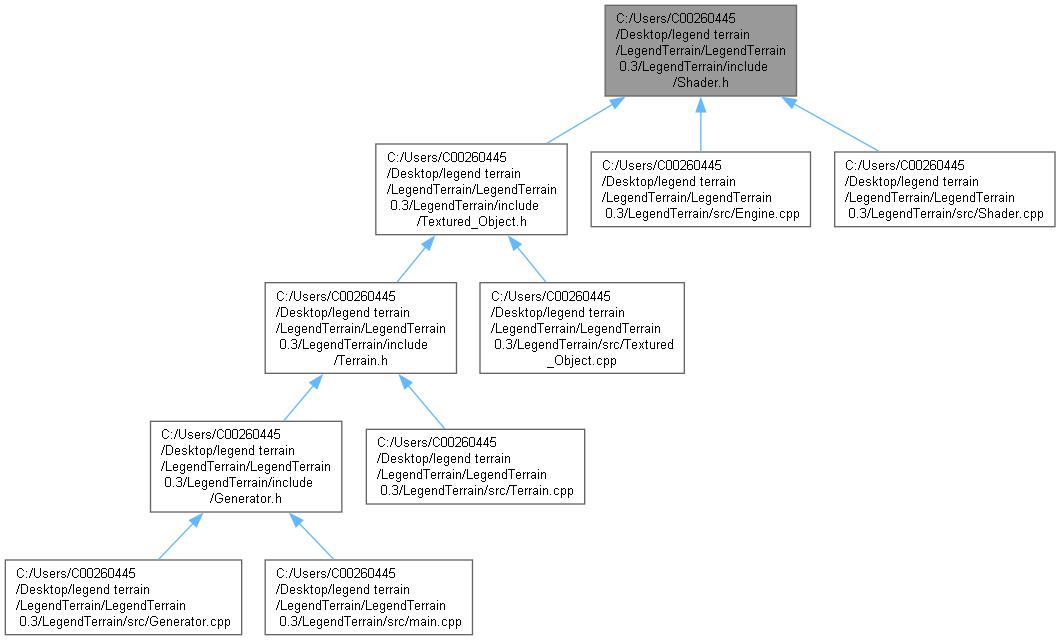 C:/Users/C00260445
/Desktop/legend terrain
/LegendTerrain/LegendTerrain
0.3/LegendTerrain/include
/Shader.h
C:/Users/C00260445
/Desktop/legend terrain
/LegendTerrain/LegendTerrain
0.3/LegendTerrain/include
/Textured_Object.h
C:/Users/C00260445
/Desktop/legend terrain
/LegendTerrain/LegendTerrain
0.3/LegendTerrain/src/Engine.cpp
C:/Users/C00260445
/Desktop/legend terrain
/LegendTerrain/LegendTerrain
0.3/LegendTerrain/src/Shader.cpp
C:/Users/C00260445
/Desktop/legend terrain
/LegendTerrain/LegendTerrain
0.3/LegendTerrain/include
/Terrain.h
C:/Users/C00260445
/Desktop/legend terrain
/LegendTerrain/LegendTerrain
0.3/LegendTerrain/src/Textured
_Object.cpp
C:/Users/C00260445
/Desktop/legend terrain
/LegendTerrain/LegendTerrain
0.3/LegendTerrain/include
/Generator.h
C:/Users/C00260445
/Desktop/legend terrain
/LegendTerrain/LegendTerrain
0.3/LegendTerrain/src/Terrain.cpp
C:/Users/C00260445
/Desktop/legend terrain
/LegendTerrain/LegendTerrain
0.3/LegendTerrain/src/Generator.cpp
C:/Users/C00260445
/Desktop/legend terrain
/LegendTerrain/LegendTerrain
0.3/LegendTerrain/src/main.cpp